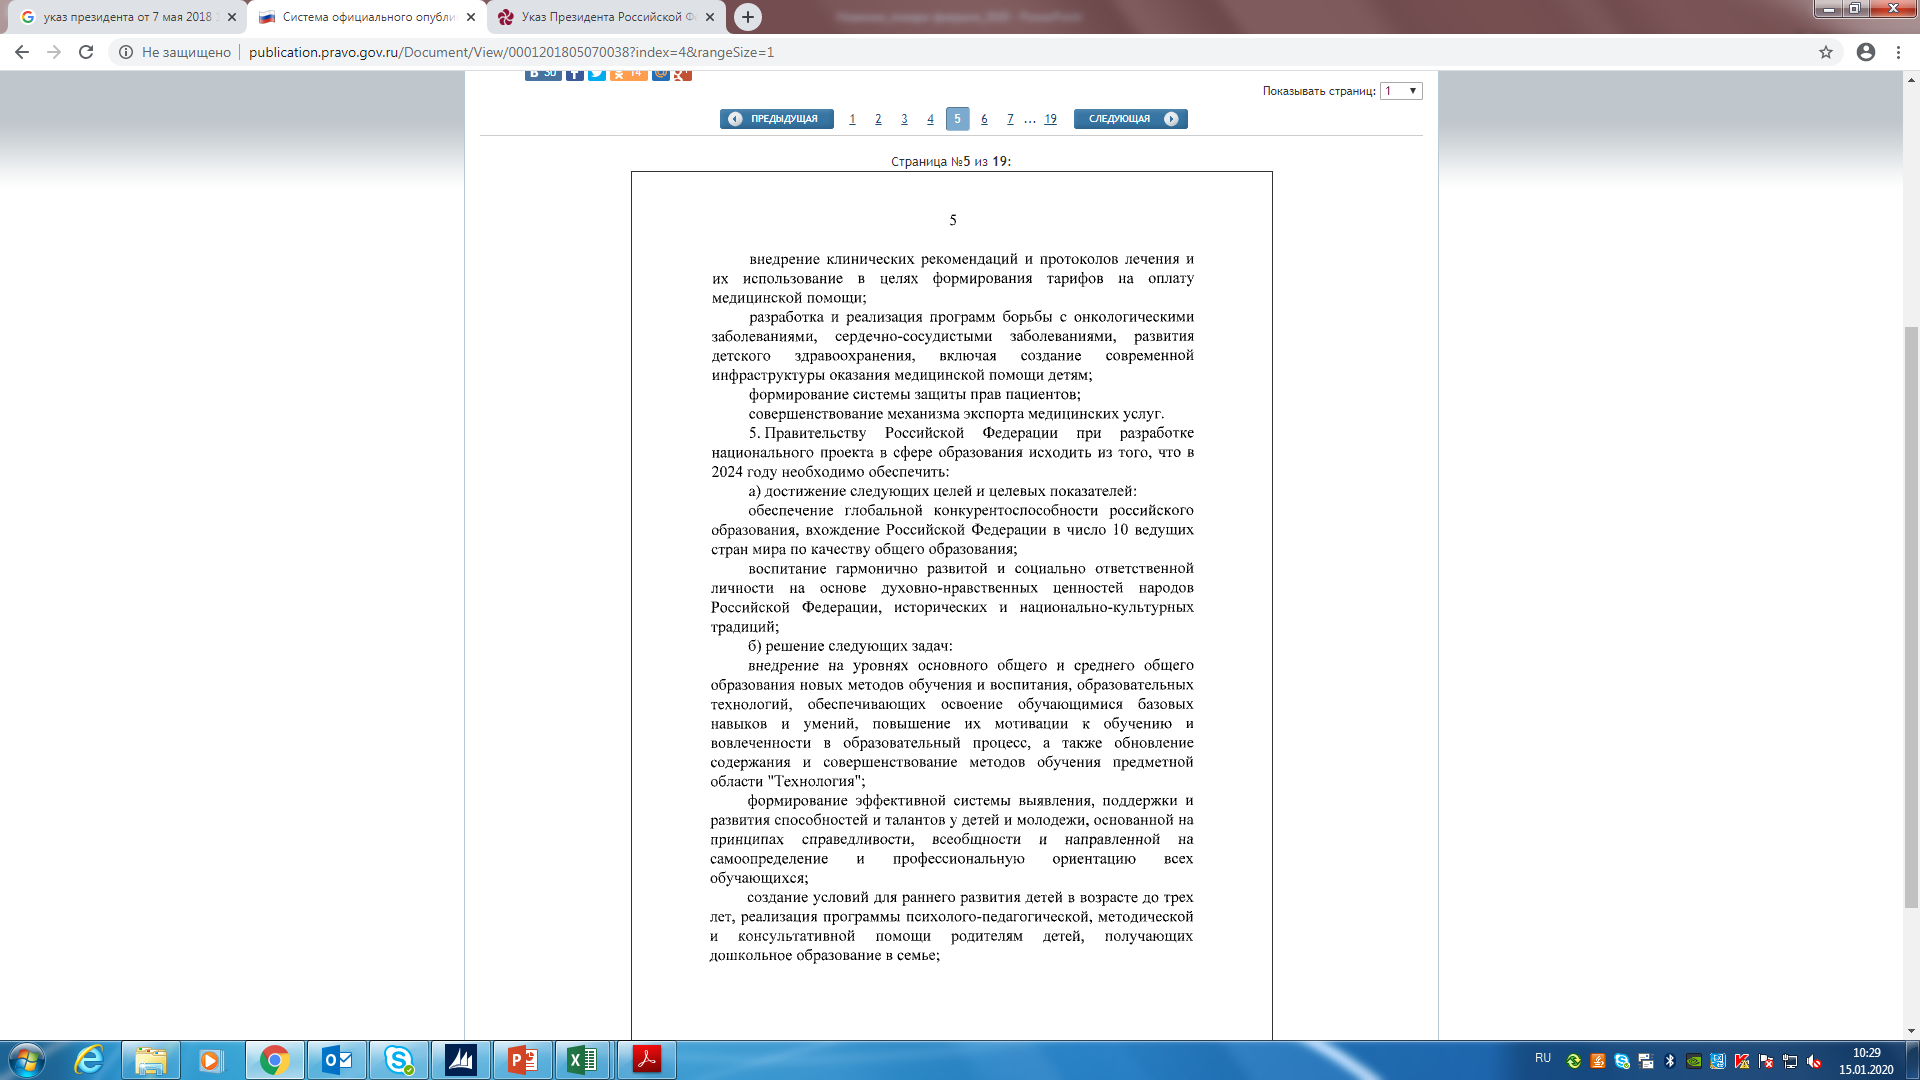 указ президента от 7 мая 2018
Система официального опубли
Указ Президента Российской Ф
Не защищено
publication.pravo.gov.ru/Document/View/0001201805070038?index=4&rangeSize=1
30
14
Показывать страниц: 1
ПРЕДЫДУЩАЯ 1 2 3 4 5 6 7 ... 19 СЛЕДУЮЩАЯ
Страница №5 из 19:
5
внедрение клинических рекомендаций и протоколов лечения и
их использование в целях формирования тарифов на оплату
медицинской помощи;
разработка и реализация программ борьбы с онкологическими
заболеваниями, сердечно-сосудистыми заболеваниями, развития
детского здравоохранения, включая создание современной
инфраструктуры оказания медицинской помощи детям;
формирование системы защиты прав пациентов;
совершенствование механизма экспорта медицинских услуг.
5. Правительству Российской Федерации при разработке
национального проекта в сфере образования исходить из того, что в
2024 году необходимо обеспечить:
а) достижение следующих целей и целевых показателей:
обеспечение глобальной конкурентоспособности российского
образования, вхождение Российской Федерации в число 10 ведущих
стран мира по качеству общего образования;
воспитание гармонично развитой и социально ответственной
личности на основе духовно-нравственных ценностей народов
Российской Федерации, исторических и национально-культурных
традиций;
б) решение следующих задач:
внедрение на уровнях основного общего и среднего общего
образования новых методов обучения и воспитания, образовательных
технологий, обеспечивающих освоение обучающимися базовых
навыков и умений, повышение их мотивации к обучению и
вовлеченности в образовательный процесс, а также обновление
содержания и совершенствование методов обучения предметной
области "Технология";
формирование эффективной системы выявления, поддержки и
развития способностей и талантов у детей и молодежи, основанной на
принципах справедливости, всеобщности и направленной на
самоопределение и профессиональную ориентацию всех
обучающихся;
создание условий для раннего развития детей в возрасте до трех
лет, реализация программы психолого-педагогической, методической
и консультативной помощи родителям детей, получающих
дошкольное образование в семье;
RU
10:29
15.01.2020